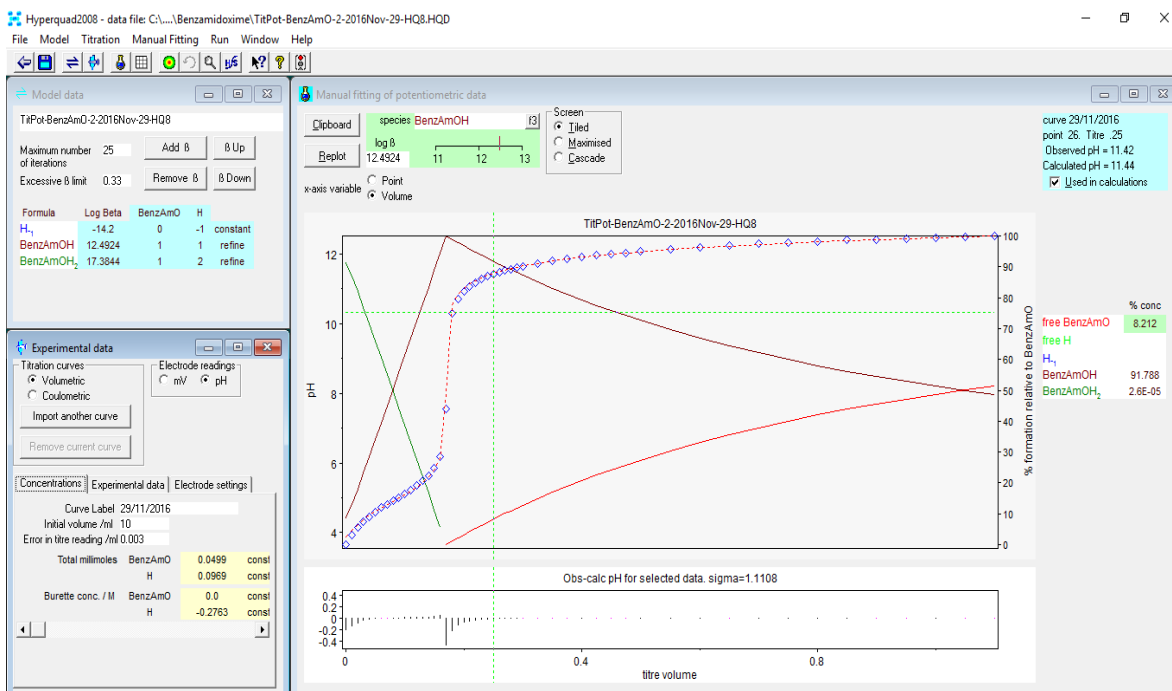 Hyperquad2008 - data file: C:\....\Benzamidoxime\TitPot-BenzAmO-2-2016Nov-29-HQ8.HQD
File Model Titration Manual Fitting Run Window Help
Model data
TitPot-BenzAmO-2-2016Nov-29-HQ8
Maximum number of iterations 25 Add ß ß Up
Excessive ß limit 0.33 Remove ß ß Down
Formula Log Beta BenzAmO H
H-1 -14.2 0 -1 constant
BenzAmOH 12.4924 1 1 refine
BenzAmOH2 17.3844 1 2 refine
Experimental data
Titration curves Electrode readings
Volumetric mV pH
Coulometric
Import another curve
Remove current curve
Concentrations Experimental data Electrode settings
Curve Label 29/11/2016
Initial volume /ml 10
Error in titre reading /ml 0.003
Total millimoles BenzAmO 0.0499 const
H 0.0969 const
Burette conc. / M BenzAmO 0.0 const
H -0.2763 const
Manual fitting of potentiometric data
Clipboard species BenzAmOH f3
Replot log ß 12.4924 11 12 13
x-axis variable Point
Volume
Screen
Tiled
Maximised
Cascade
curve 29/11/2016
point 26. Titre .25
Observed pH = 11.42
Calculated pH = 11.44
Used in calculations
TitPot-BenzAmO-2-2016Nov-29-HQ8
pH
12
10
8
6
4
100
90
80
70
60
50
40
30
20
10
0
% formation relative to BenzAmO
% conc
free BenzAmO 8.212
free H
H-1
BenzAmOH 91.788
BenzAmOH2 2.6E-05
Obs-calc pH for selected data. sigma=1.1108
0.4
0.2
0
-0.2
-0.4
0 0.4 0.8
titre volume